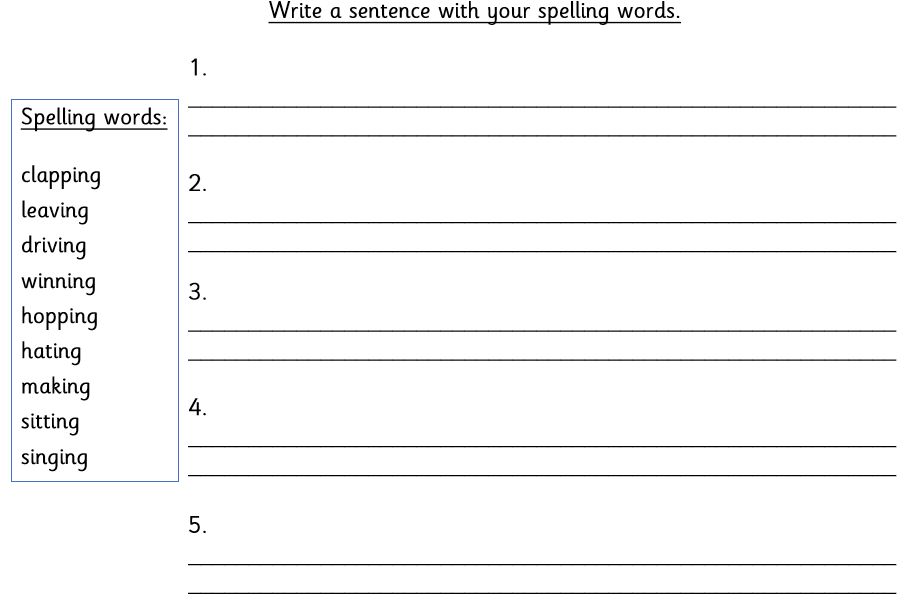 Write a sentence with your spelling words.
Spelling words:
clapping
leaving
driving
winning
hopping
hating
making
sitting
singing
1.
2.
3.
4.
5.